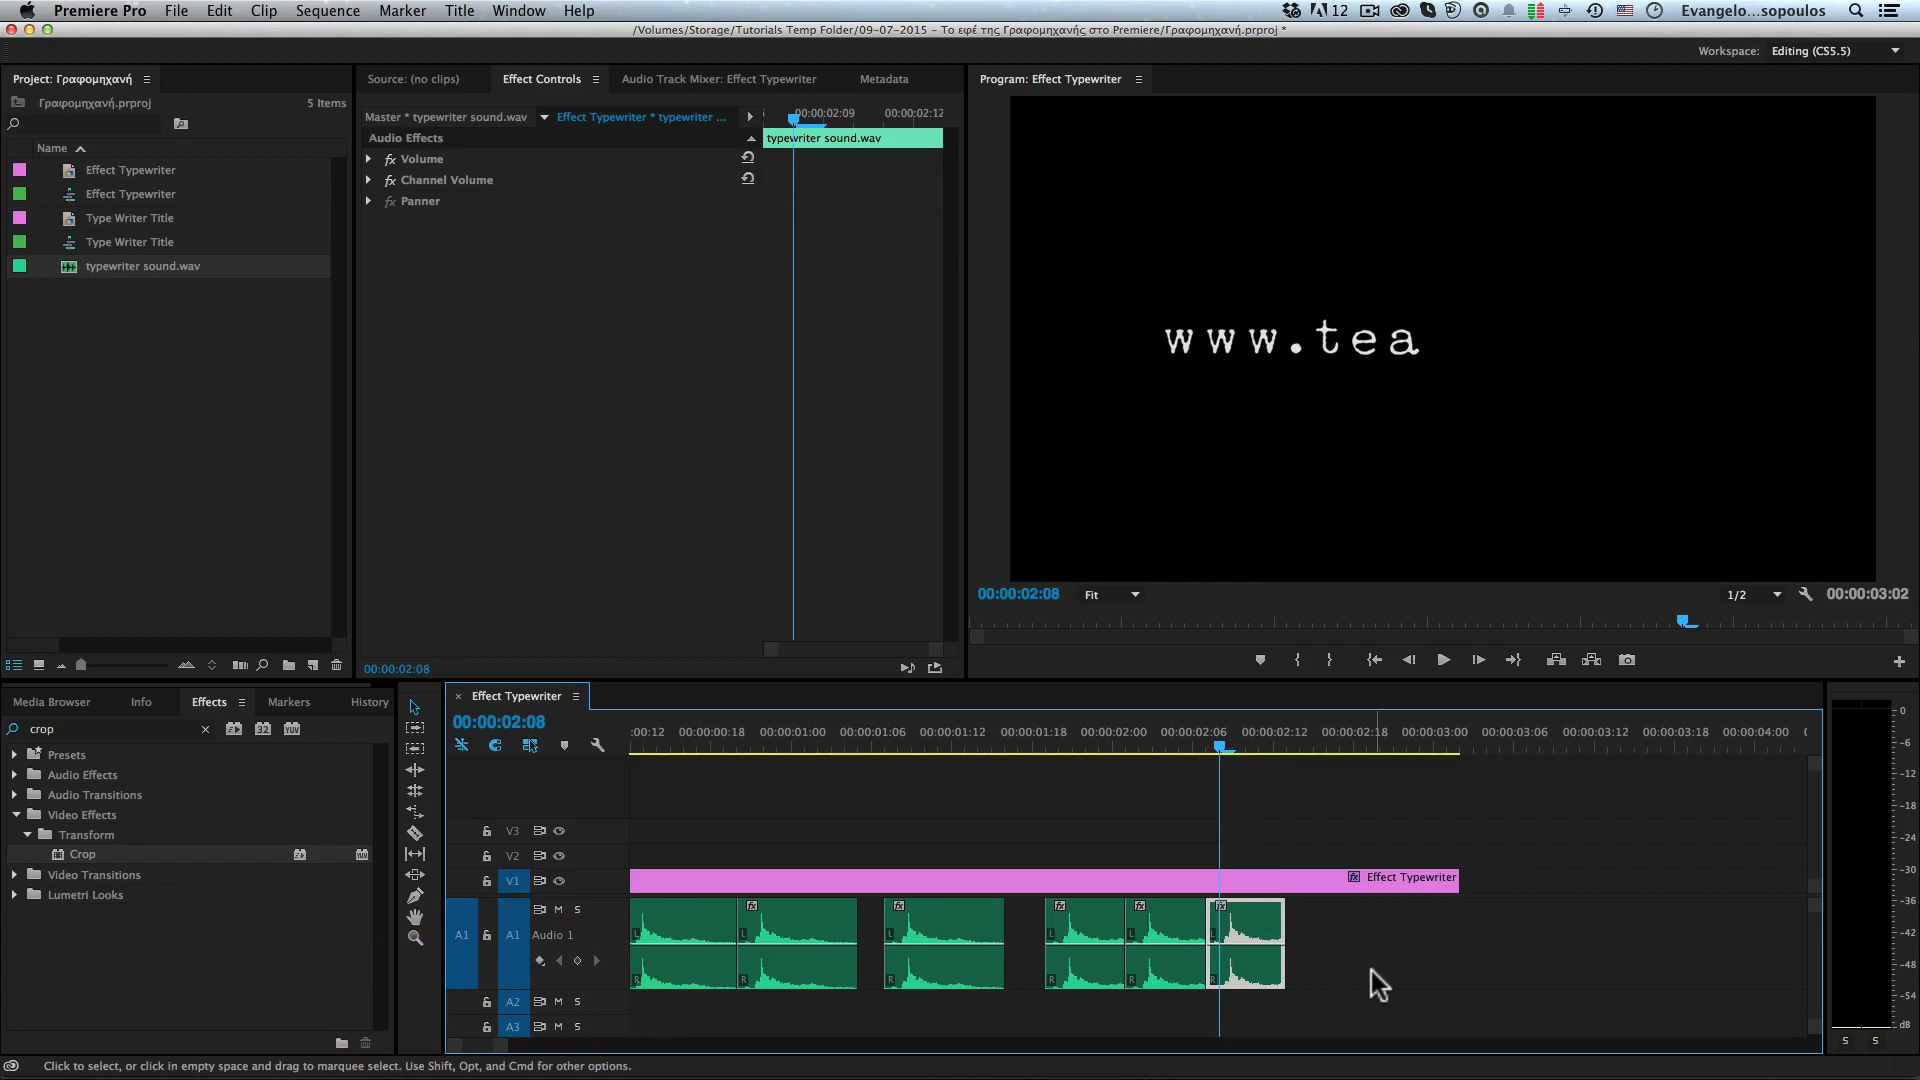 Premiere Pro File Edit Clip Sequence Marker Title Window Help 12 Evangelo...sopoulos
/Volumes/Storage/Tutorials Temp Folder/09-07-2015 – Το εφέ της Γραφομηχανής στο Premiere/Γραφομηχανή.prproj *
Workspace: Editing (CS5.5)
Project: Γραφομηχανή
Source: (no clips) Effect Controls Audio Track Mixer: Effect Typewriter Metadata
Program: Effect Typewriter
Γραφομηχανή.prproj 5 Items
Name
Effect Typewriter
Effect Typewriter
Type Writer Title
Type Writer Title
typewriter sound.wav
Master * typewriter sound.wav Effect Typewriter * typewriter ...
00:00:02:09 00:00:02:12
Audio Effects
typewriter sound.wav
fx Volume
fx Channel Volume
fx Panner
00:00:02:08
www.tea
00:00:02:08 Fit 1/2 00:00:03:02
Media Browser Info Effects Markers History
crop
32 YUV
Presets
Audio Effects
Audio Transitions
Video Effects
Transform
Crop
Video Transitions
Lumetri Looks
× Effect Typewriter
00:00:02:08
:00:12 00:00:00:18 00:00:01:00 00:00:01:06 00:00:01:12 00:00:01:18 00:00:02:00 00:00:02:06 00:00:02:12 00:00:02:18 00:00:03:00 00:00:03:06 00:00:03:12 00:00:03:18 00:00:04:00
V3
V2
V1
fx Effect Typewriter
A1 A1 M S
Audio 1
L L L L L L
R R R R R R
fx fx fx fx fx
A2 M S
A3 M S
0
-6
-12
-18
-24
-30
-36
-42
-48
-54
dB
S S
Click to select, or click in empty space and drag to marquee select. Use Shift, Opt, and Cmd for other options.